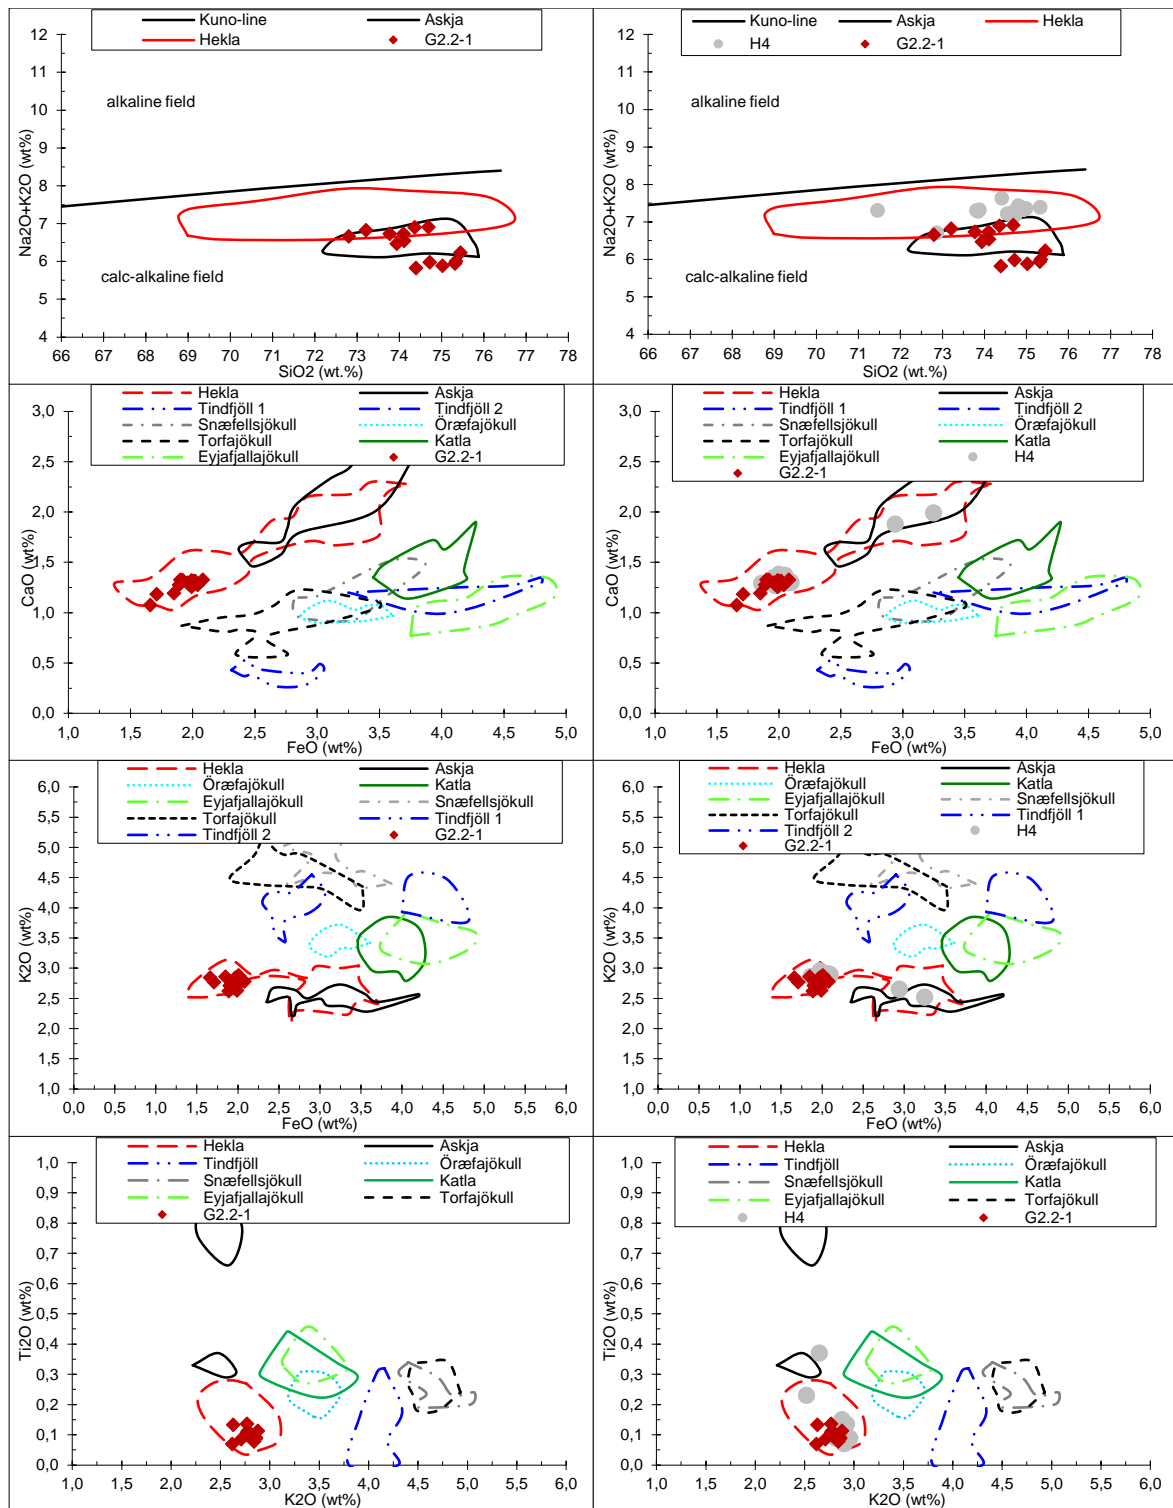 Kuno-line Askja
Hekla G2.2-1
12
11
10
9
8
7
6
5
4
Na2O+K2O (wt%)
alkaline field
calc-alkaline field
66 67 68 69 70 71 72 73 74 75 76 77 78
SiO2 (wt.%)
Kuno-line Askja Hekla
H4 G2.2-1
12
11
10
9
8
7
6
5
4
Na2O+K2O (wt%)
alkaline field
calc-alkaline field
66 67 68 69 70 71 72 73 74 75 76 77 78
SiO2 (wt.%)
Hekla Askja
Tindfjöll 1 Tindfjöll 2
Snæfellsjökull Öræfajökull
Torfajökull Katla
Eyjafjallajökull G2.2-1
3,0
2,5
2,0
1,5
1,0
0,5
0,0
CaO (wt%)
1,0 1,5 2,0 2,5 3,0 3,5 4,0 4,5 5,0
FeO (wt%)
Hekla Askja
Tindfjöll 1 Tindfjöll 2
Snæfellsjökull Öræfajökull
Torfajökull Katla
Eyjafjallajökull H4
G2.2-1
3,0
2,5
2,0
1,5
1,0
0,5
0,0
CaO (wt%)
1,0 1,5 2,0 2,5 3,0 3,5 4,0 4,5 5,0
FeO (wt%)
Hekla Askja
Öræfajökull Katla
Eyjafjallajökull Snæfellsjökull
Torfajökull Tindfjöll 1
Tindfjöll 2 G2.2-1
6,0
5,5
5,0
4,5
4,0
3,5
3,0
2,5
2,0
1,5
1,0
K2O (wt%)
0,0 0,5 1,0 1,5 2,0 2,5 3,0 3,5 4,0 4,5 5,0 5,5 6,0
FeO (wt%)
Hekla Askja
Öræfajökull Katla
Eyjafjallajökull Snæfellsjökull
Torfajökull Tindfjöll 1
Tindfjöll 2 H4
G2.2-1
6,0
5,5
5,0
4,5
4,0
3,5
3,0
2,5
2,0
1,5
1,0
K2O (wt%)
0,0 0,5 1,0 1,5 2,0 2,5 3,0 3,5 4,0 4,5 5,0 5,5 6,0
FeO (wt%)
Hekla Askja
Tindfjöll Öræfajökull
Snæfellsjökull Katla
Eyjafjallajökull Torfajökull
G2.2-1
1,0
0,9
0,8
0,7
0,6
0,5
0,4
0,3
0,2
0,1
0,0
Ti2O (wt%)
1,0 1,5 2,0 2,5 3,0 3,5 4,0 4,5 5,0 5,5 6,0
K2O (wt%)
Hekla Askja
Tindfjöll Öræfajökull
Snæfellsjökull Katla
Eyjafjallajökull Torfajökull
H4 G2.2-1
1,0
0,9
0,8
0,7
0,6
0,5
0,4
0,3
0,2
0,1
0,0
Ti2O (wt%)
1,0 1,5 2,0 2,5 3,0 3,5 4,0 4,5 5,0 5,5 6,0
K2O (wt%)